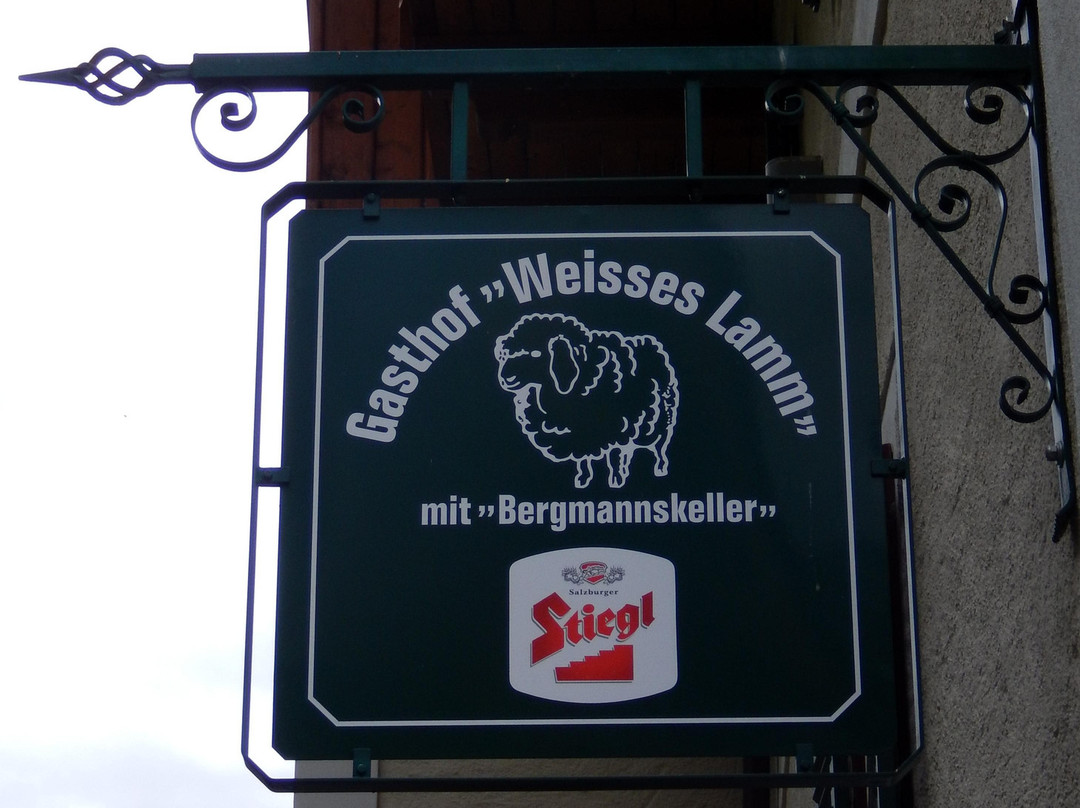 Gasthof „Weisses Lamm”
mit „Bergmannskeller”
Salzburger
Stiegl